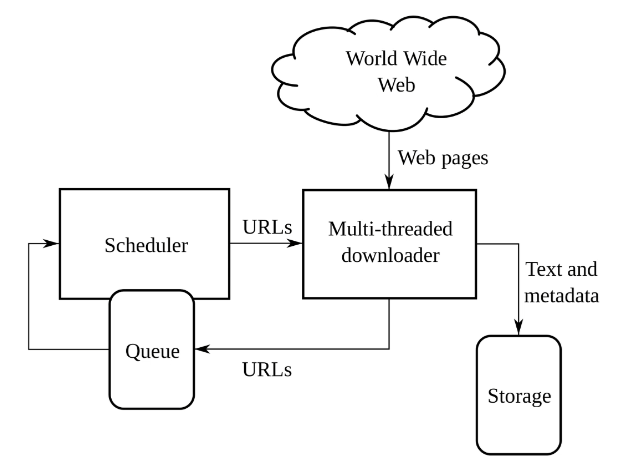 World Wide
Web
Web pages
Scheduler
URLs
Multi-threaded
downloader
Text and
metadata
Queue
URLs
Storage